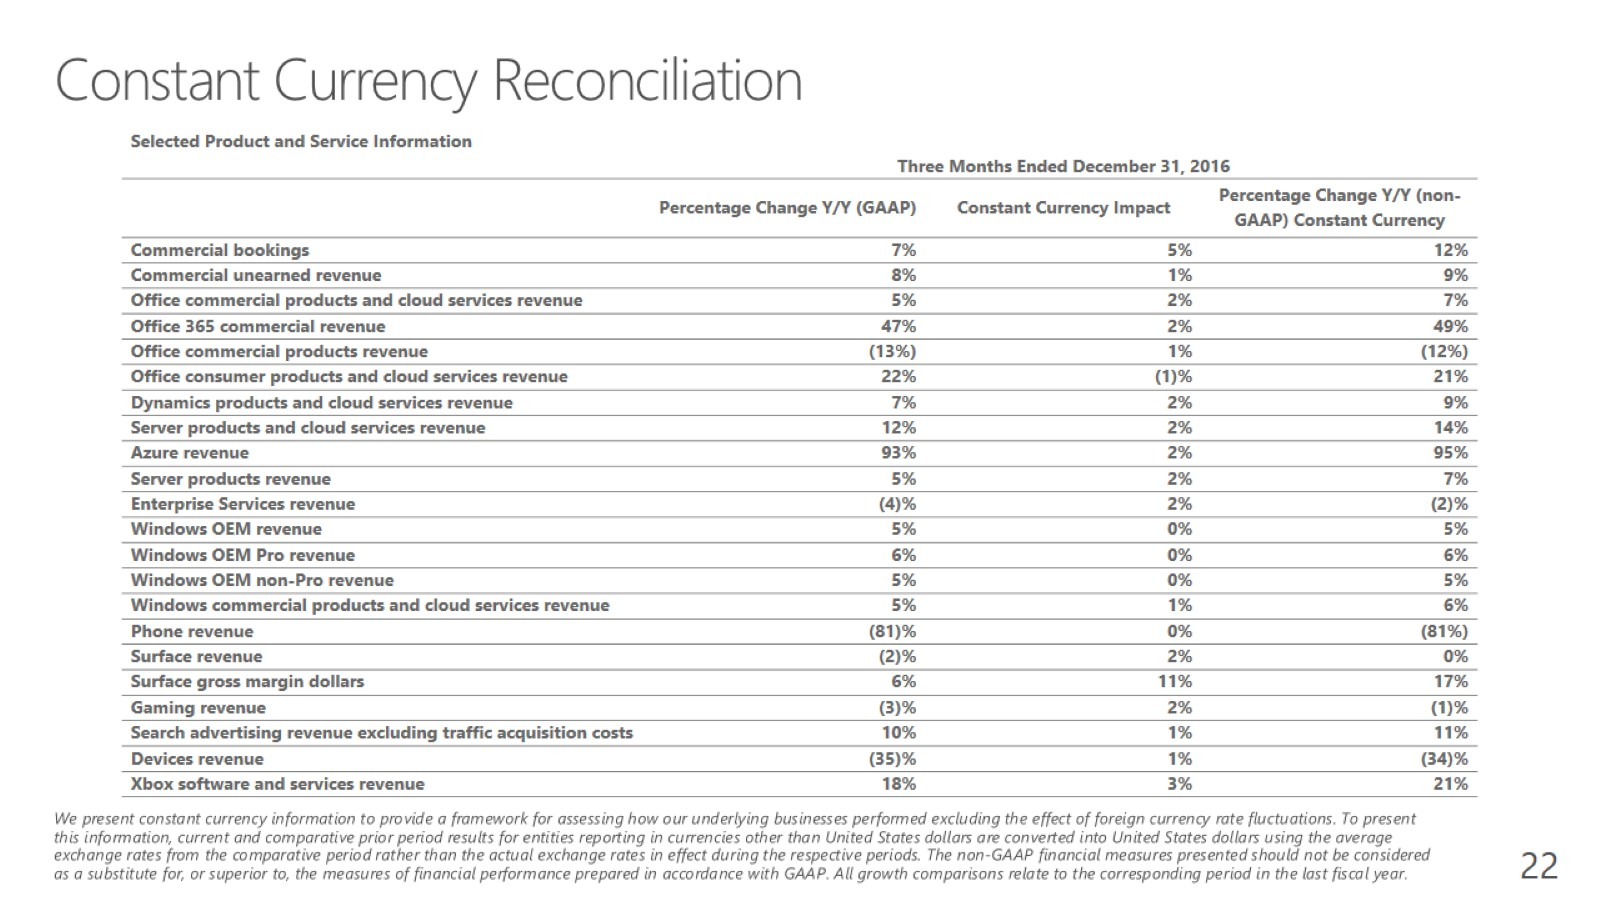 Constant Currency Reconciliation
Selected Product and Service Information
Three Months Ended December 31, 2016
Percentage Change Y/Y (GAAP) Constant Currency Impact Percentage Change Y/Y (non-
GAAP) Constant Currency
Commercial bookings 7% 5% 12%
Commercial unearned revenue 8% 1% 9%
Office commercial products and cloud services revenue 5% 2% 7%
Office 365 commercial revenue 47% 2% 49%
Office commercial products revenue (13%) 1% (12%)
Office consumer products and cloud services revenue 22% (1)% 21%
Dynamics products and cloud services revenue 7% 2% 9%
Server products and cloud services revenue 12% 2% 14%
Azure revenue 93% 2% 95%
Server products revenue 5% 2% 7%
Enterprise Services revenue (4)% 2% (2)%
Windows OEM revenue 5% 0% 5%
Windows OEM Pro revenue 6% 0% 6%
Windows OEM non-Pro revenue 5% 0% 5%
Windows commercial products and cloud services revenue 5% 1% 6%
Phone revenue (81)% 0% (81%)
Surface revenue (2)% 2% 0%
Surface gross margin dollars 6% 11% 17%
Gaming revenue (3)% 2% (1)%
Search advertising revenue excluding traffic acquisition costs 10% 1% 11%
Devices revenue (35)% 1% (34)%
Xbox software and services revenue 18% 3% 21%
We present constant currency information to provide a framework for assessing how our underlying businesses performed excluding the effect of foreign currency rate fluctuations. To present
this information, current and comparative prior period results for entities reporting in currencies other than United States dollars are converted into United States dollars using the average
exchange rates from the comparative period rather than the actual exchange rates in effect during the respective periods. The non-GAAP financial measures presented should not be considered
as a substitute for, or superior to, the measures of financial performance prepared in accordance with GAAP. All growth comparisons relate to the corresponding period in the last fiscal year.
22